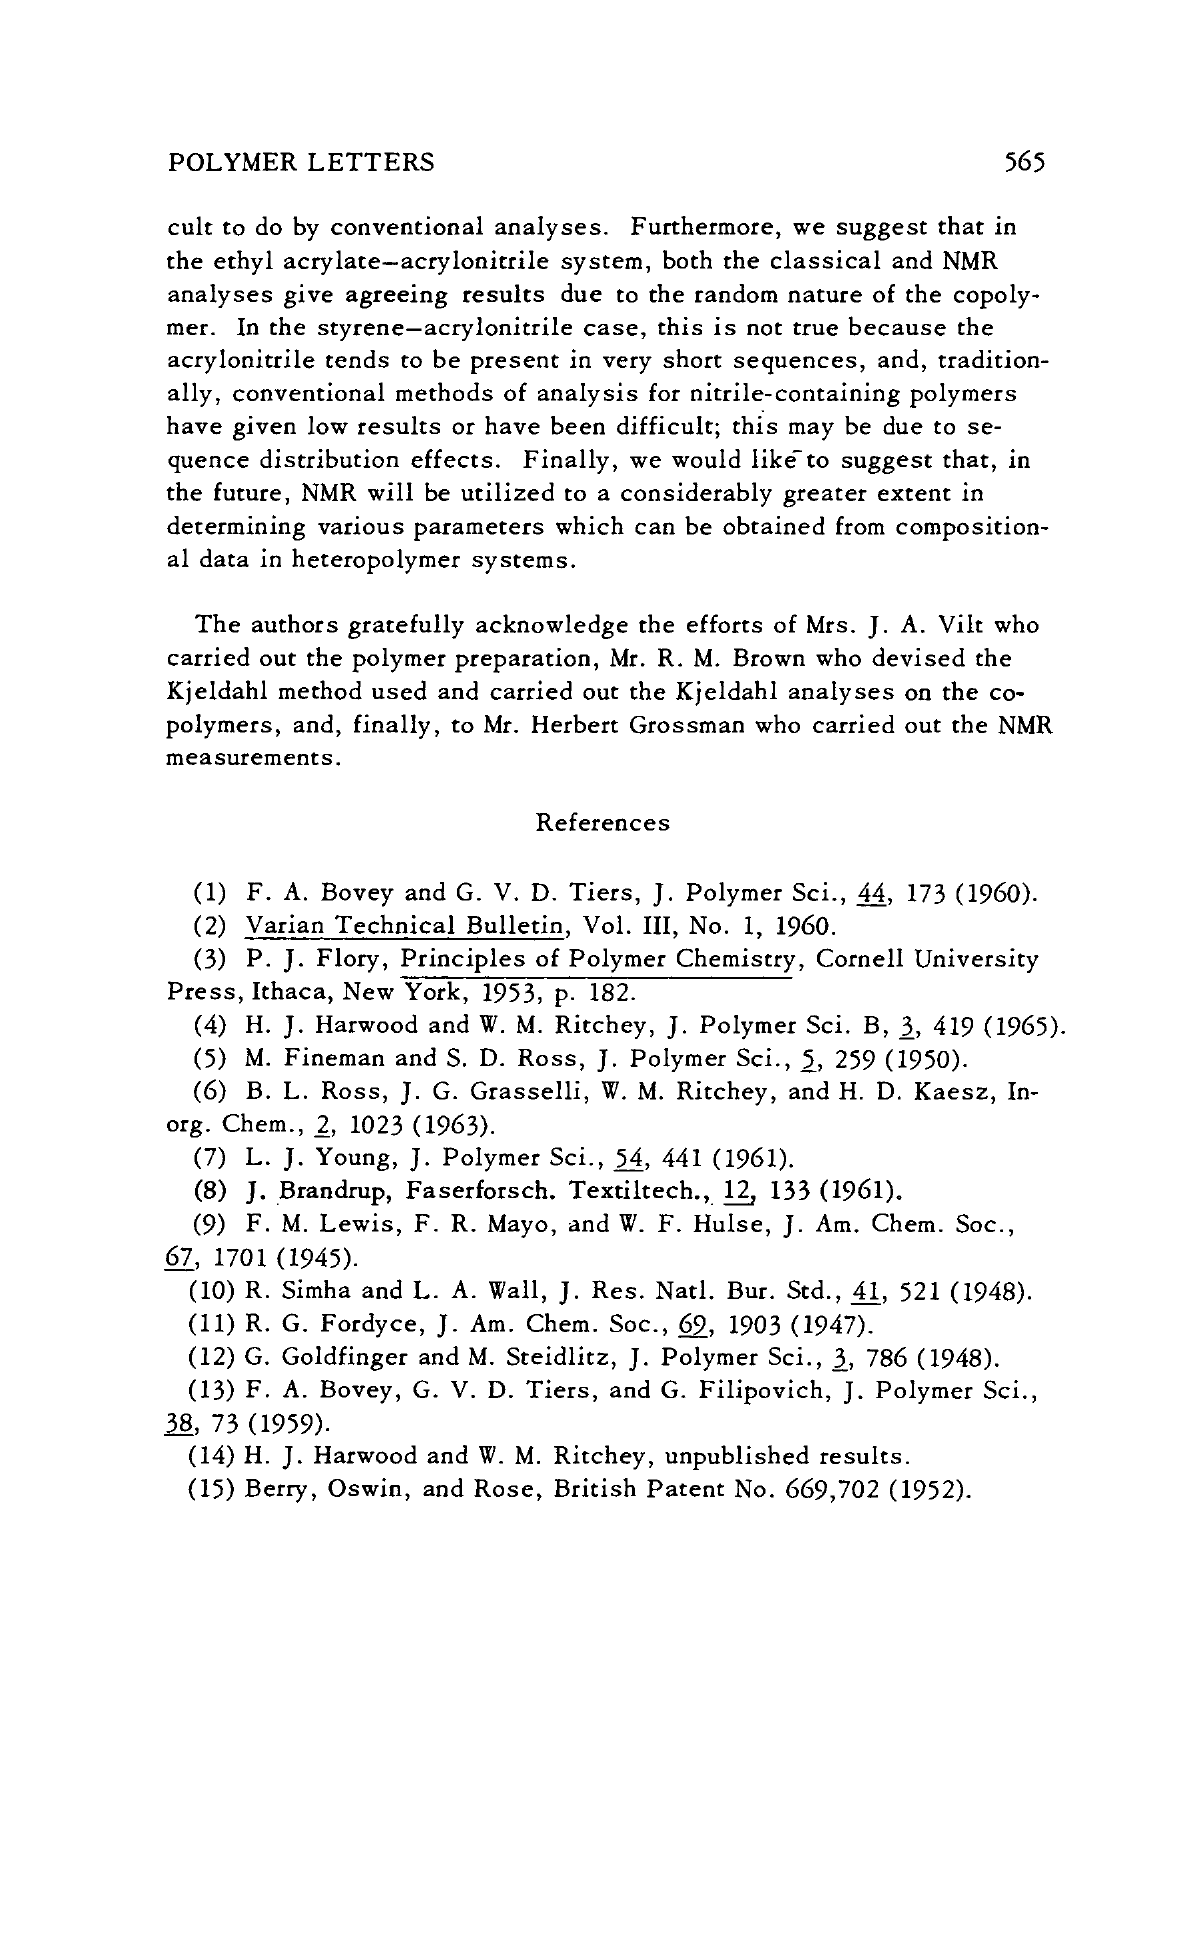 POLYMER LETTERS 565
cult to do by conventional analyses. Furthermore, we suggest that in
the ethyl acrylate–acrylonitrile system, both the classical and NMR
analyses give agreeing results due to the random nature of the copoly-
mer. In the styrene–acrylonitrile case, this is not true because the
acrylonitrile tends to be present in very short sequences, and, tradition-
ally, conventional methods of analysis for nitrile-containing polymers
have given low results or have been difficult; this may be due to se-
quence distribution effects. Finally, we would like to suggest that, in
the future, NMR will be utilized to a considerably greater extent in
determining various parameters which can be obtained from composition-
al data in heteropolymer systems.
The authors gratefully acknowledge the efforts of Mrs. J. A. Vilt who
carried out the polymer preparation, Mr. R. M. Brown who devised the
Kjeldahl method used and carried out the Kjeldahl analyses on the co-
polymers, and, finally, to Mr. Herbert Grossman who carried out the NMR
measurements.
References
(1) F. A. Bovey and G. V. D. Tiers, J. Polymer Sci., 44, 173 (1960).
(2) Varian Technical Bulletin, Vol. III, No. 1, 1960.
(3) P. J. Flory, Principles of Polymer Chemistry, Cornell University
Press, Ithaca, New York, 1953, p. 182.
(4) H. J. Harwood and W. M. Ritchey, J. Polymer Sci. B, 3, 419 (1965).
(5) M. Fineman and S. D. Ross, J. Polymer Sci., 5, 259 (1950).
(6) B. L. Ross, J. G. Grasselli, W. M. Ritchey, and H. D. Kaesz, In-
org. Chem., 2, 1023 (1963).
(7) L. J. Young, J. Polymer Sci., 54, 441 (1961).
(8) J. Brandrup, Faserforsch. Textiltech., 12, 133 (1961).
(9) F. M. Lewis, F. R. Mayo, and W. F. Hulse, J. Am. Chem. Soc.,
67, 1701 (1945).
(10) R. Simha and L. A. Wall, J. Res. Natl. Bur. Std., 41, 521 (1948).
(11) R. G. Fordyce, J. Am. Chem. Soc., 69, 1903 (1947).
(12) G. Goldfinger and M. Steidlitz, J. Polymer Sci., 3, 786 (1948).
(13) F. A. Bovey, G. V. D. Tiers, and G. Filipovich, J. Polymer Sci.,
38, 73 (1959).
(14) H. J. Harwood and W. M. Ritchey, unpublished results.
(15) Berry, Oswin, and Rose, British Patent No. 669,702 (1952).